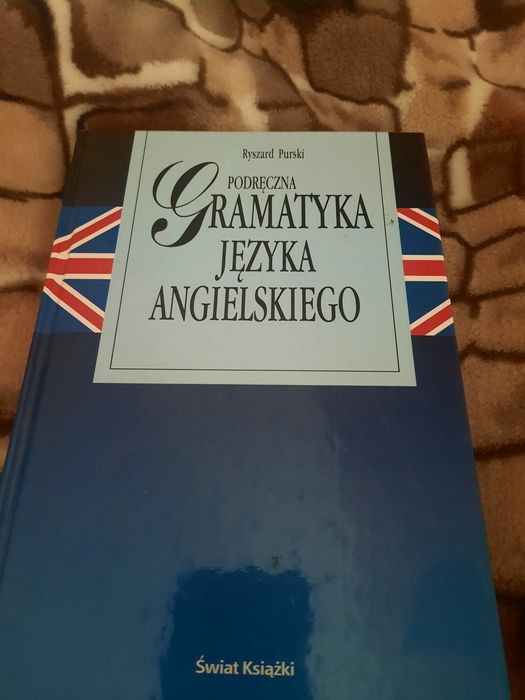 Ryszard Purski
PODRĘCZNA
GRAMATYKA
JĘZYKA
ANGIELSKIEGO
Świat Książki